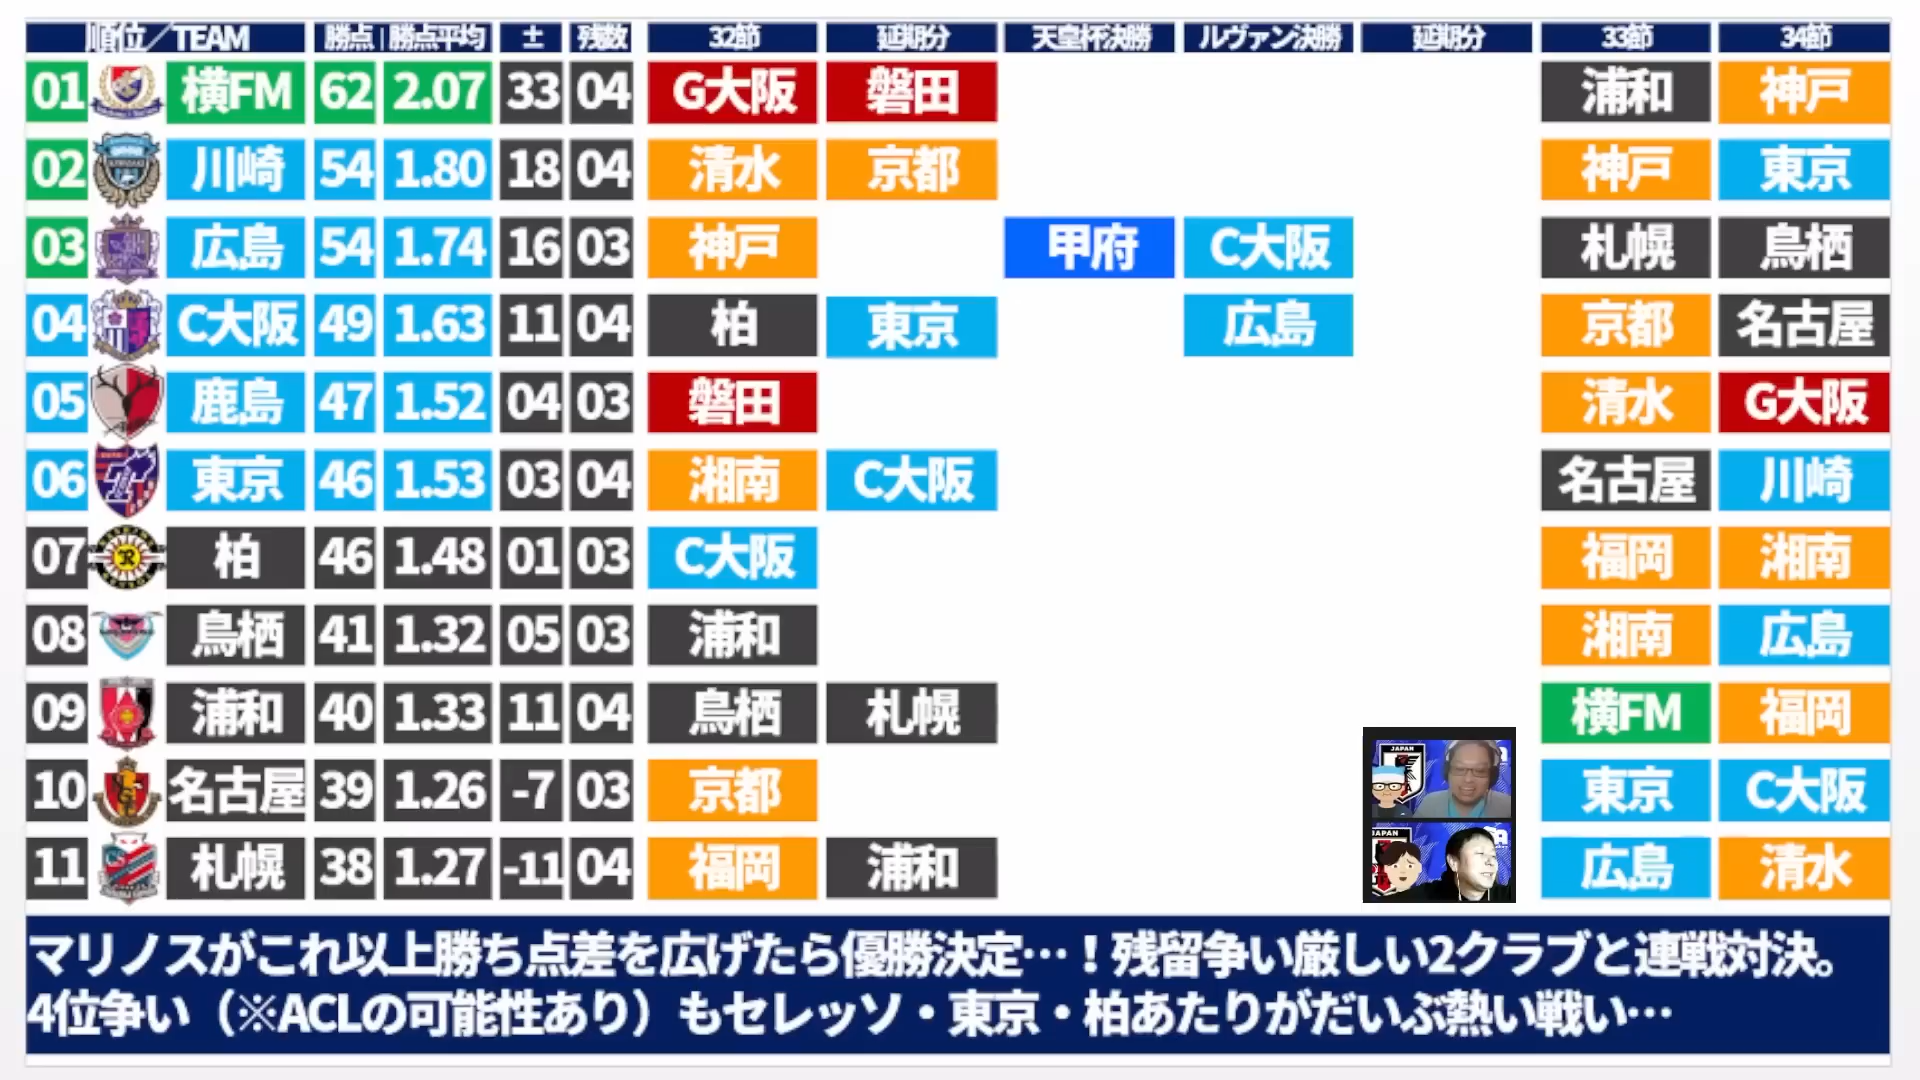 順位／TEAM 勝点 | 勝点平均 ± 残数 32節 延期分 天皇杯決勝 ルヴァン決勝 延期分 33節 34節
01 横FM 62 2.07 33 04 G大阪 磐田 浦和 神戸
02 川崎 54 1.80 18 04 清水 京都 神戸 東京
03 広島 54 1.74 16 03 神戸 甲府 C大阪 札幌 鳥栖
04 C大阪 49 1.63 11 04 柏 東京 広島 京都 名古屋
05 鹿島 47 1.52 04 03 磐田 清水 G大阪
06 東京 46 1.53 03 04 湘南 C大阪 名古屋 川崎
07 柏 46 1.48 01 03 C大阪 福岡 湘南
08 鳥栖 41 1.32 05 03 浦和 湘南 広島
09 浦和 40 1.33 11 04 鳥栖 札幌 横FM 福岡
10 名古屋 39 1.26 -7 03 京都 東京 C大阪
11 札幌 38 1.27 -11 04 福岡 浦和 広島 清水
JAPAN
JAPAN
マリノスがこれ以上勝ち点差を広げたら優勝決定…！残留争い厳しい2クラブと連戦対決。
4位争い（※ACLの可能性あり）もセレッソ・東京・柏あたりがだいぶ熱い戦い…